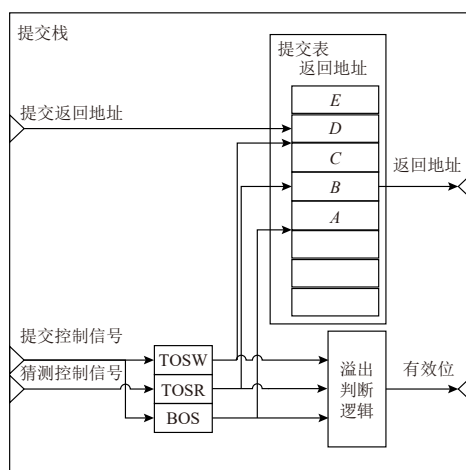 提交栈
提交表
返回地址
E
提交返回地址
D
C
返回地址
B
A
提交控制信号
TOSW
猜测控制信号
TOSR
BOS
溢出
判断
逻辑
有效位